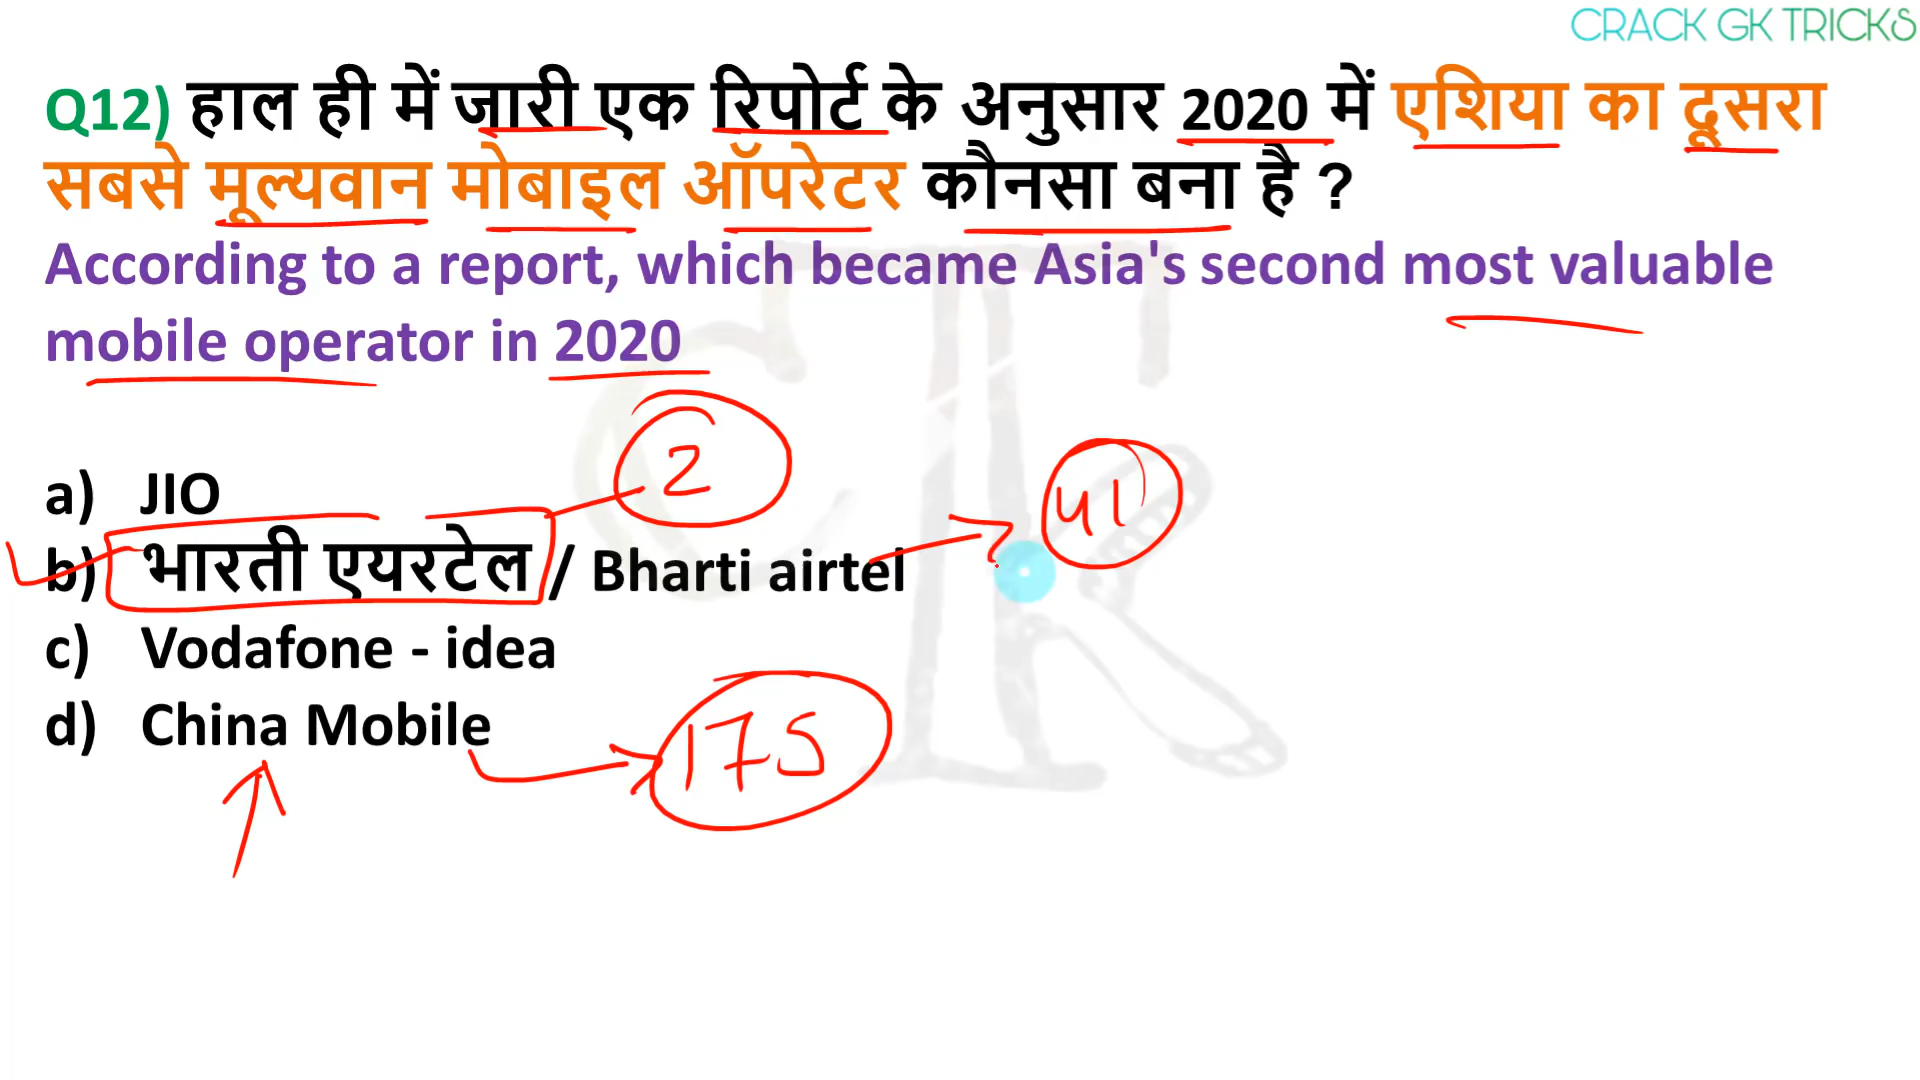 CRACK GK TRICKS
Q12) हाल ही में जारी एक रिपोर्ट के अनुसार 2020 में एशिया का दूसरा
सबसे मूल्यवान मोबाइल ऑपरेटर कौनसा बना है ?
According to a report, which became Asia's second most valuable
mobile operator in 2020
2
a) JIO
41
b) भारती एयरटेल / Bharti airtel
c) Vodafone - idea
d) China Mobile
175